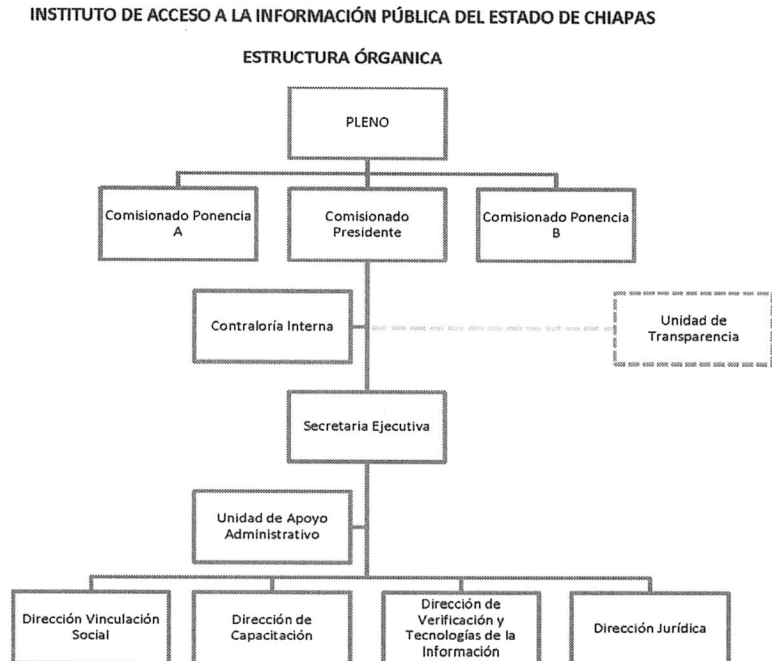 INSTITUTO DE ACCESO A LA INFORMACIÓN PÚBLICA DEL ESTADO DE CHIAPAS
ESTRUCTURA ÓRGANICA
PLENO
Comisionado Ponencia
A
Comisionado
Presidente
Comisionado Ponencia
B
Contraloría Interna
Unidad de
Transparencia
Secretaria Ejecutiva
Unidad de Apoyo
Administrativo
Dirección Vinculación
Social
Dirección de
Capacitación
Dirección de
Verificación y
Tecnologías de la
Información
Dirección Jurídica